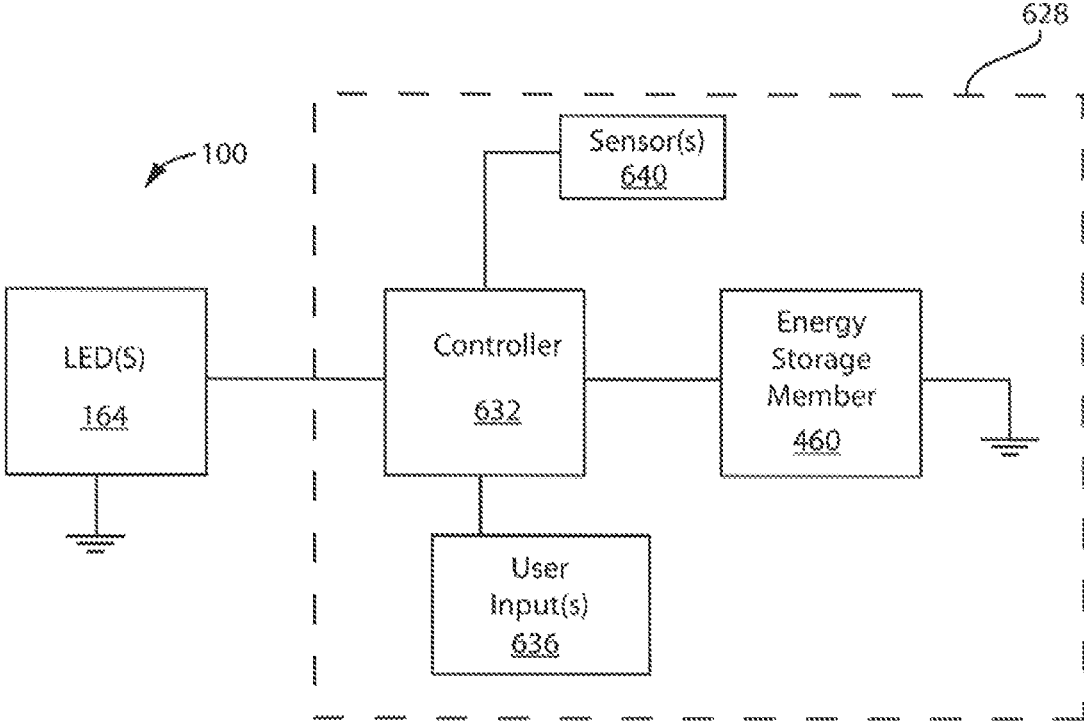 628
100
Sensor(s)
640
LED(S)
164
Controller
632
Energy
Storage
Member
460
User
Input(s)
636